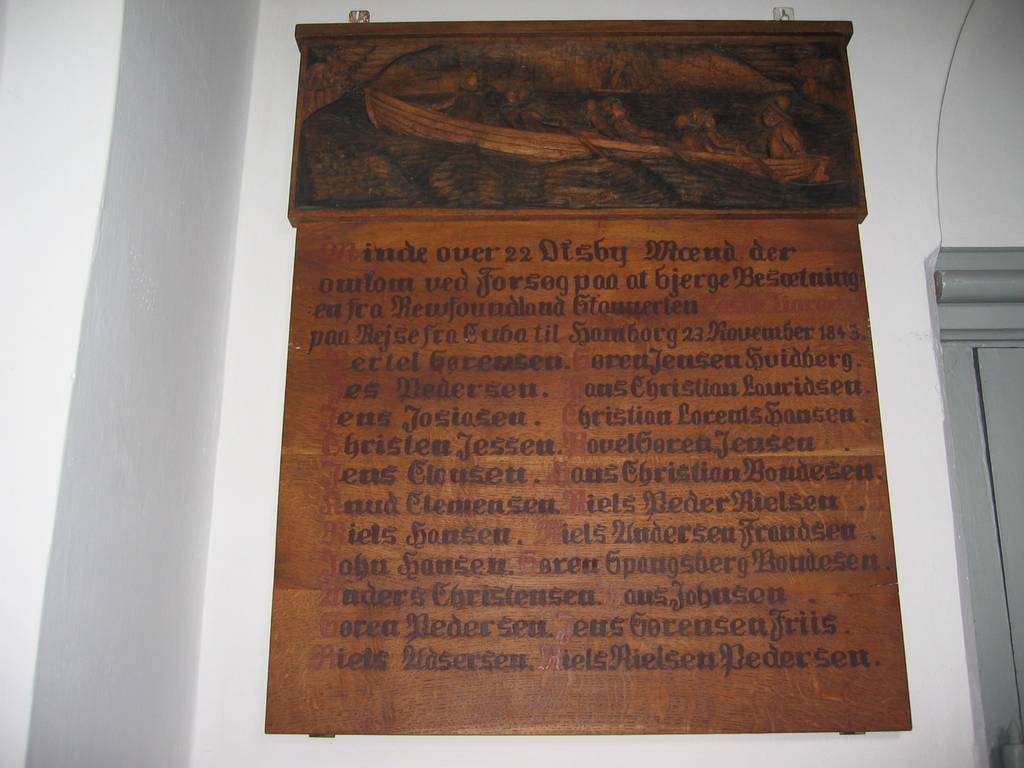 Minde over 22 Visby Mænd der
omkom ved Forsøg paa at bjerge Besætning
en fra Newfoundland Skonnerten
paa Rejse fra Cuba til Hamborg 23 November 1843.
Bertel Sørensen. Søren Jensen Hvidberg.
Jes Pedersen. Hans Christian Lauridsen.
Jens Josiasen. Christian Lorents Hansen.
Christen Jessen. Povel Søren Jensen
Jens Clausen. Hans Christian Bondesen.
Knud Clemensen. Niels Peder Nielsen.
Niels Hansen. Niels Andersen Frandsen.
John Hansen. Søren Spangsberg Bondesen.
Anders Christensen. Hans Johnsen.
Søren Pedersen. Jens Sørensen Friis.
Niels Adsersen. Niels Nielsen Pedersen.